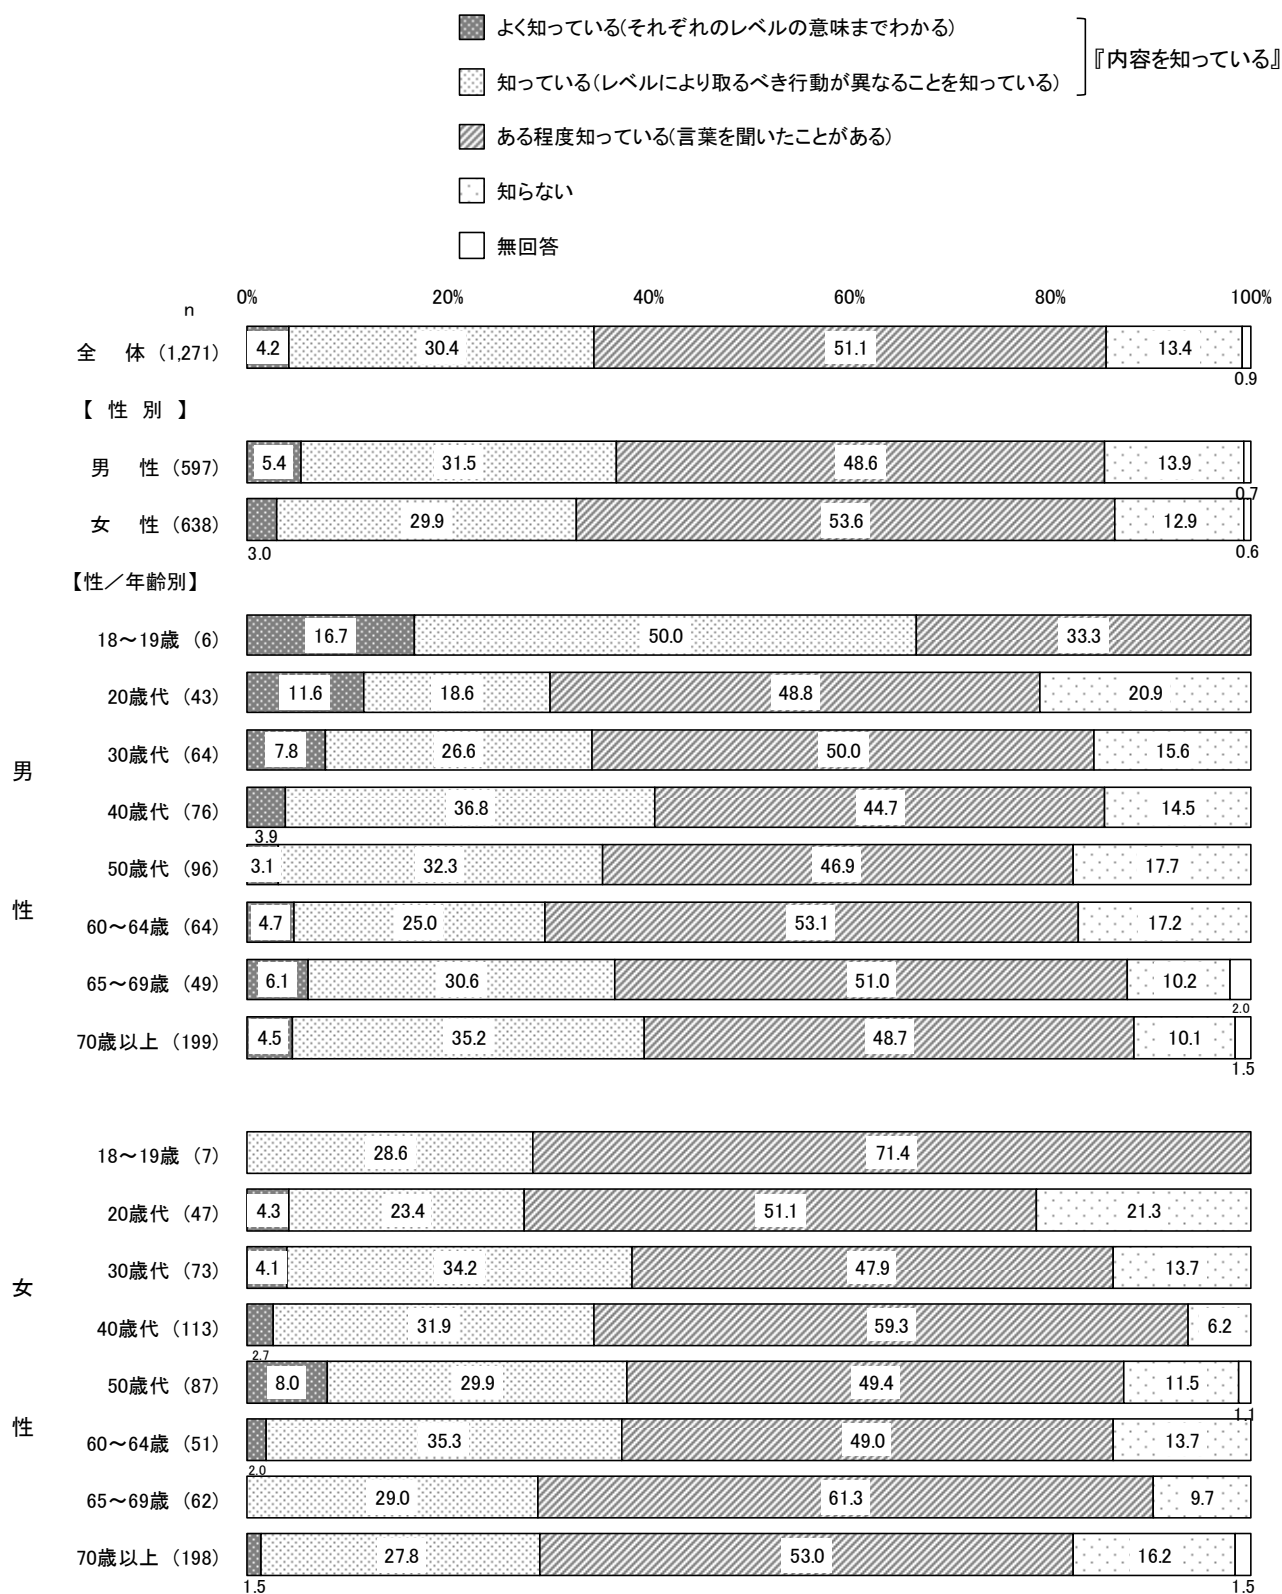 よく知っている(それぞれのレベルの意味までわかる)
『内容を知っている』
知っている(レベルにより取るべき行動が異なることを知っている)
ある程度知っている(言葉を聞いたことがある)
知らない
無回答
n 0% 20% 40% 60% 80% 100%
全 体 (1,271) 4.2 30.4 51.1 13.4 0.9
【 性 別 】
男 性 (597) 5.4 31.5 48.6 13.9 0.7
女 性 (638) 3.0 29.9 53.6 12.9 0.6
【性/年齢別】
男性
18～19歳 (6) 16.7 50.0 33.3
20歳代 (43) 11.6 18.6 48.8 20.9
30歳代 (64) 7.8 26.6 50.0 15.6
40歳代 (76) 3.9 36.8 44.7 14.5
50歳代 (96) 3.1 32.3 46.9 17.7
60～64歳 (64) 4.7 25.0 53.1 17.2
65～69歳 (49) 6.1 30.6 51.0 10.2 2.0
70歳以上 (199) 4.5 35.2 48.7 10.1 1.5
女性
18～19歳 (7) 28.6 71.4
20歳代 (47) 4.3 23.4 51.1 21.3
30歳代 (73) 4.1 34.2 47.9 13.7
40歳代 (113) 2.7 31.9 59.3 6.2
50歳代 (87) 8.0 29.9 49.4 11.5 1.1
60～64歳 (51) 2.0 35.3 49.0 13.7
65～69歳 (62) 29.0 61.3 9.7
70歳以上 (198) 1.5 27.8 53.0 16.2 1.5